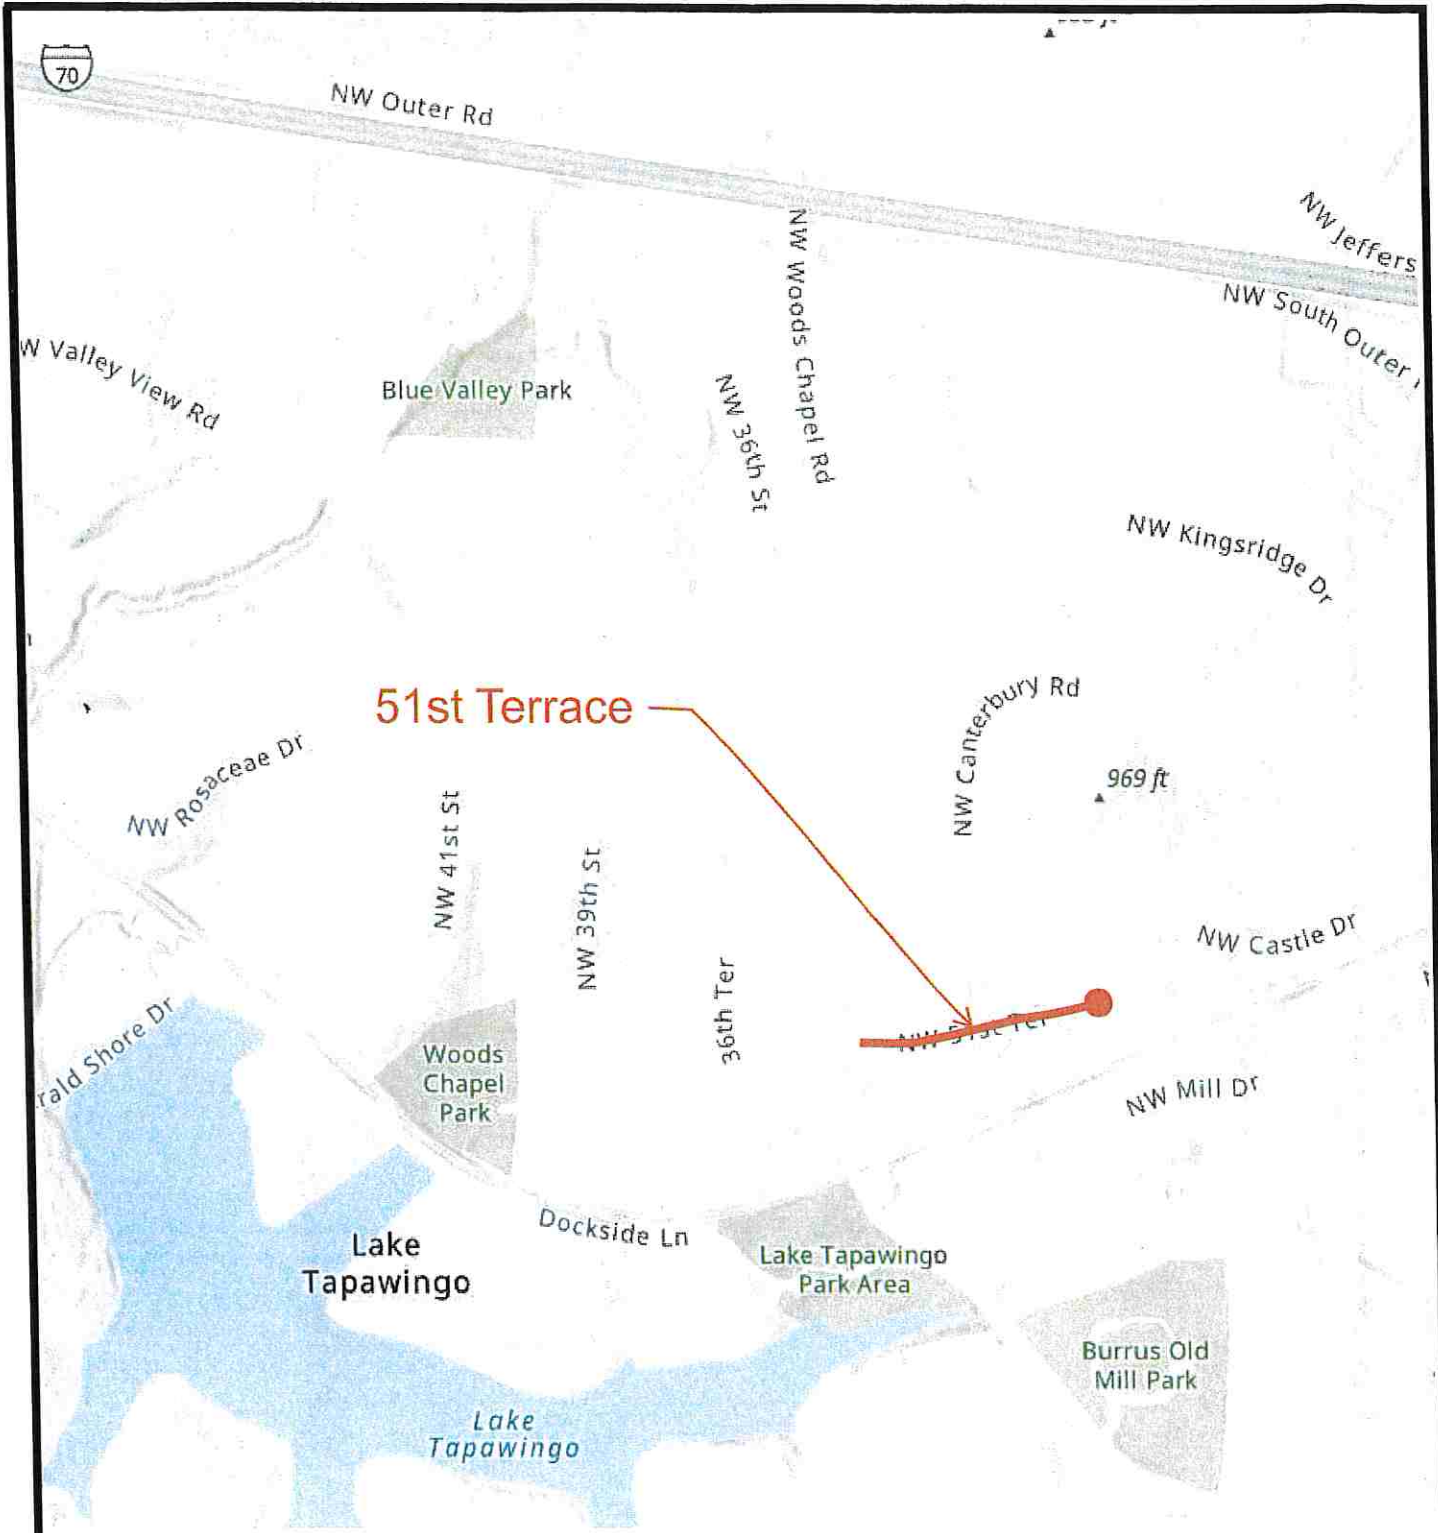 70
NW Outer Rd
NW Jeffers
NW South Outer
NW Woods Chapel Rd
W Valley View Rd
Blue Valley Park
NW 36th St
NW Kingsridge Dr
51st Terrace
NW Canterbury Rd
969 ft
NW Rosaceae Dr
NW 41st St
NW 39th St
NW Castle Dr
36th Ter
NW 51st Ter
rald Shore Dr
Woods
Chapel
Park
NW Mill Dr
Dockside Ln
Lake
Tapawingo
Lake Tapawingo
Park Area
Burrus Old
Mill Park
Lake
Tapawingo